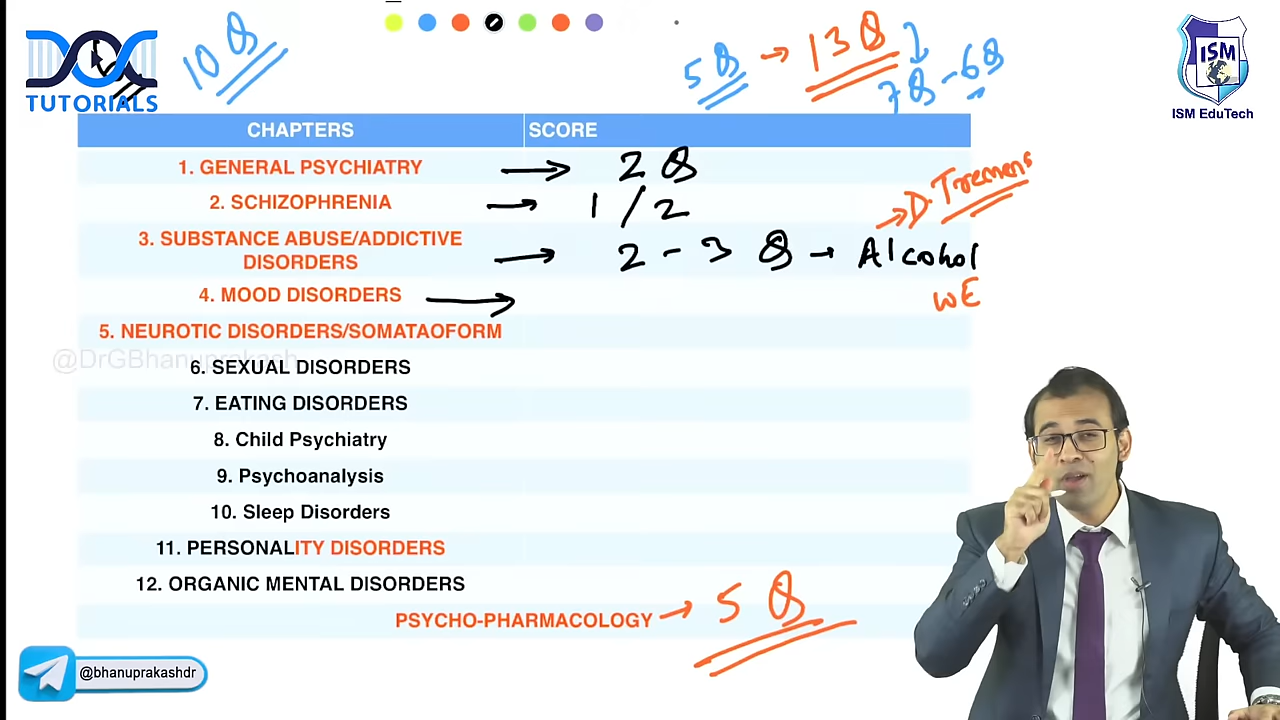 DOC
TUTORIALS
10 Q
5 Q → 13 Q
7 Q - 6 Q
ISM
ISM EduTech
CHAPTERS SCORE
1. GENERAL PSYCHIATRY → 2 Q
2. SCHIZOPHRENIA → 1/2
→ D. Tremens
3. SUBSTANCE ABUSE/ADDICTIVE
DISORDERS → 2 - 3 Q → Alcohol
4. MOOD DISORDERS →
WE
5. NEUROTIC DISORDERS/SOMATAOFORM
@DrGBhanuprakash
6. SEXUAL DISORDERS
7. EATING DISORDERS
8. Child Psychiatry
9. Psychoanalysis
10. Sleep Disorders
11. PERSONALITY DISORDERS
12. ORGANIC MENTAL DISORDERS
PSYCHO-PHARMACOLOGY → 5 Q
@bhanuprakashdr